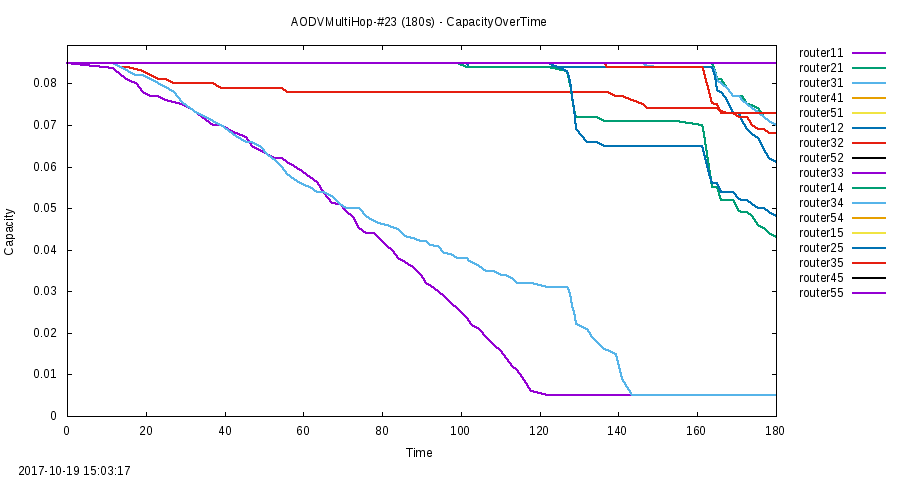 AODVMultiHop-#23 (180s) - CapacityOverTime
Capacity
0.08
0.07
0.06
0.05
0.04
0.03
0.02
0.01
0
0 20 40 60 80 100 120 140 160 180
Time
router11
router21
router31
router41
router51
router12
router32
router52
router33
router14
router34
router54
router15
router25
router35
router45
router55
2017-10-19 15:03:17